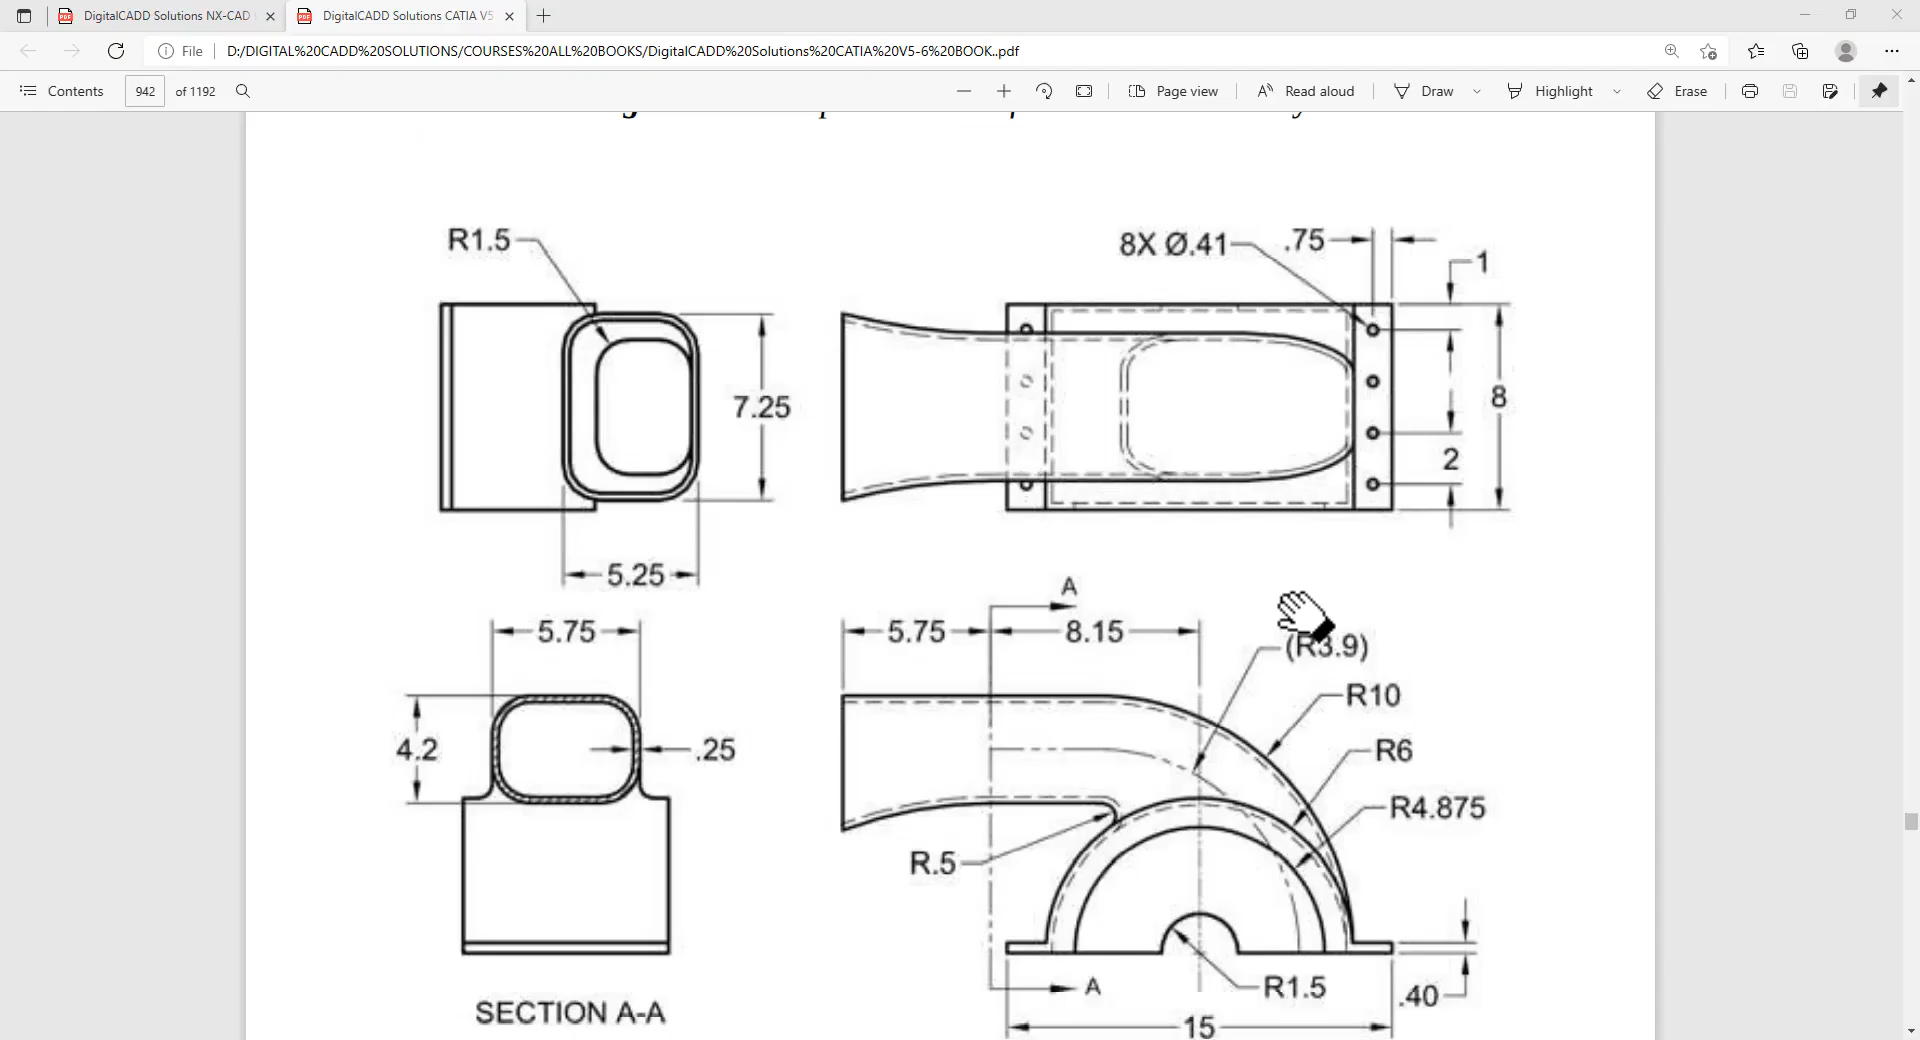 DigitalCADD Solutions NX-CAD
DigitalCADD Solutions CATIA V5
File
D:/DIGITAL%20CADD%20SOLUTIONS/COURSES%20ALL%20BOOKS/DigitalCADD%20Solutions%20CATIA%20V5-6%20BOOK..pdf
Contents
942
of 1192
Page view
Read aloud
Draw
Highlight
Erase
R1.5
7.25
5.25
8X Ø.41
.75
1
8
2
5.75
4.2
.25
SECTION A-A
A
5.75
8.15
(R3.9)
R10
R6
R4.875
R.5
A
R1.5
.40
15